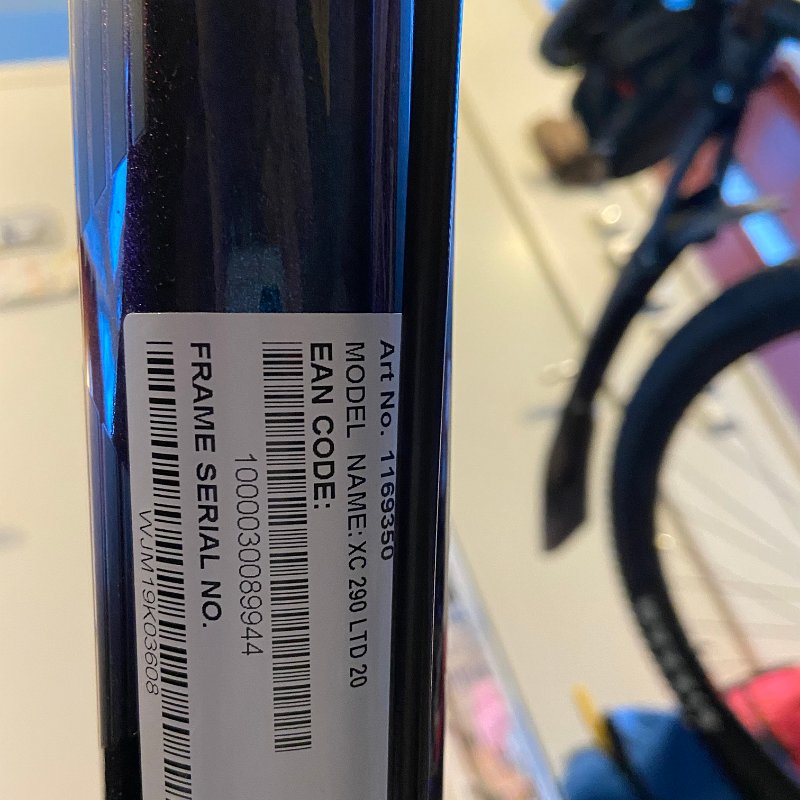 Art No. 1169350
MODEL NAME: XC 290 LTD 20
EAN CODE:
1000030089944
FRAME SERIAL NO.
WJM19K03608